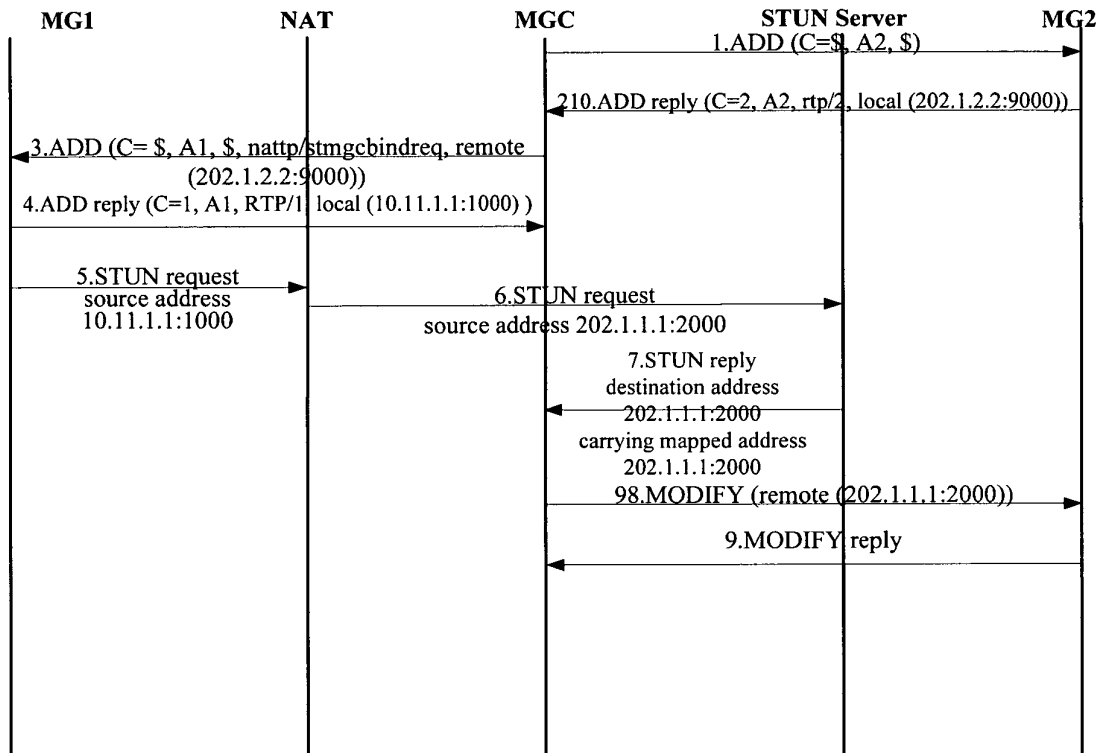 MG1 NAT MGC STUN Server MG2
1.ADD (C=$, A2, $)
210.ADD reply (C=2, A2, rtp/2, local (202.1.2.2:9000))
3.ADD (C= $, A1, $, nattp/stmgcbindreq, remote
(202.1.2.2:9000))
4.ADD reply (C=1, A1, RTP/1, local (10.11.1.1:1000) )
5.STUN request
source address
10.11.1.1:1000
6.STUN request
source address 202.1.1.1:2000
7.STUN reply
destination address
202.1.1.1:2000
carrying mapped address
202.1.1.1:2000
98.MODIFY (remote (202.1.1.1:2000))
9.MODIFY reply